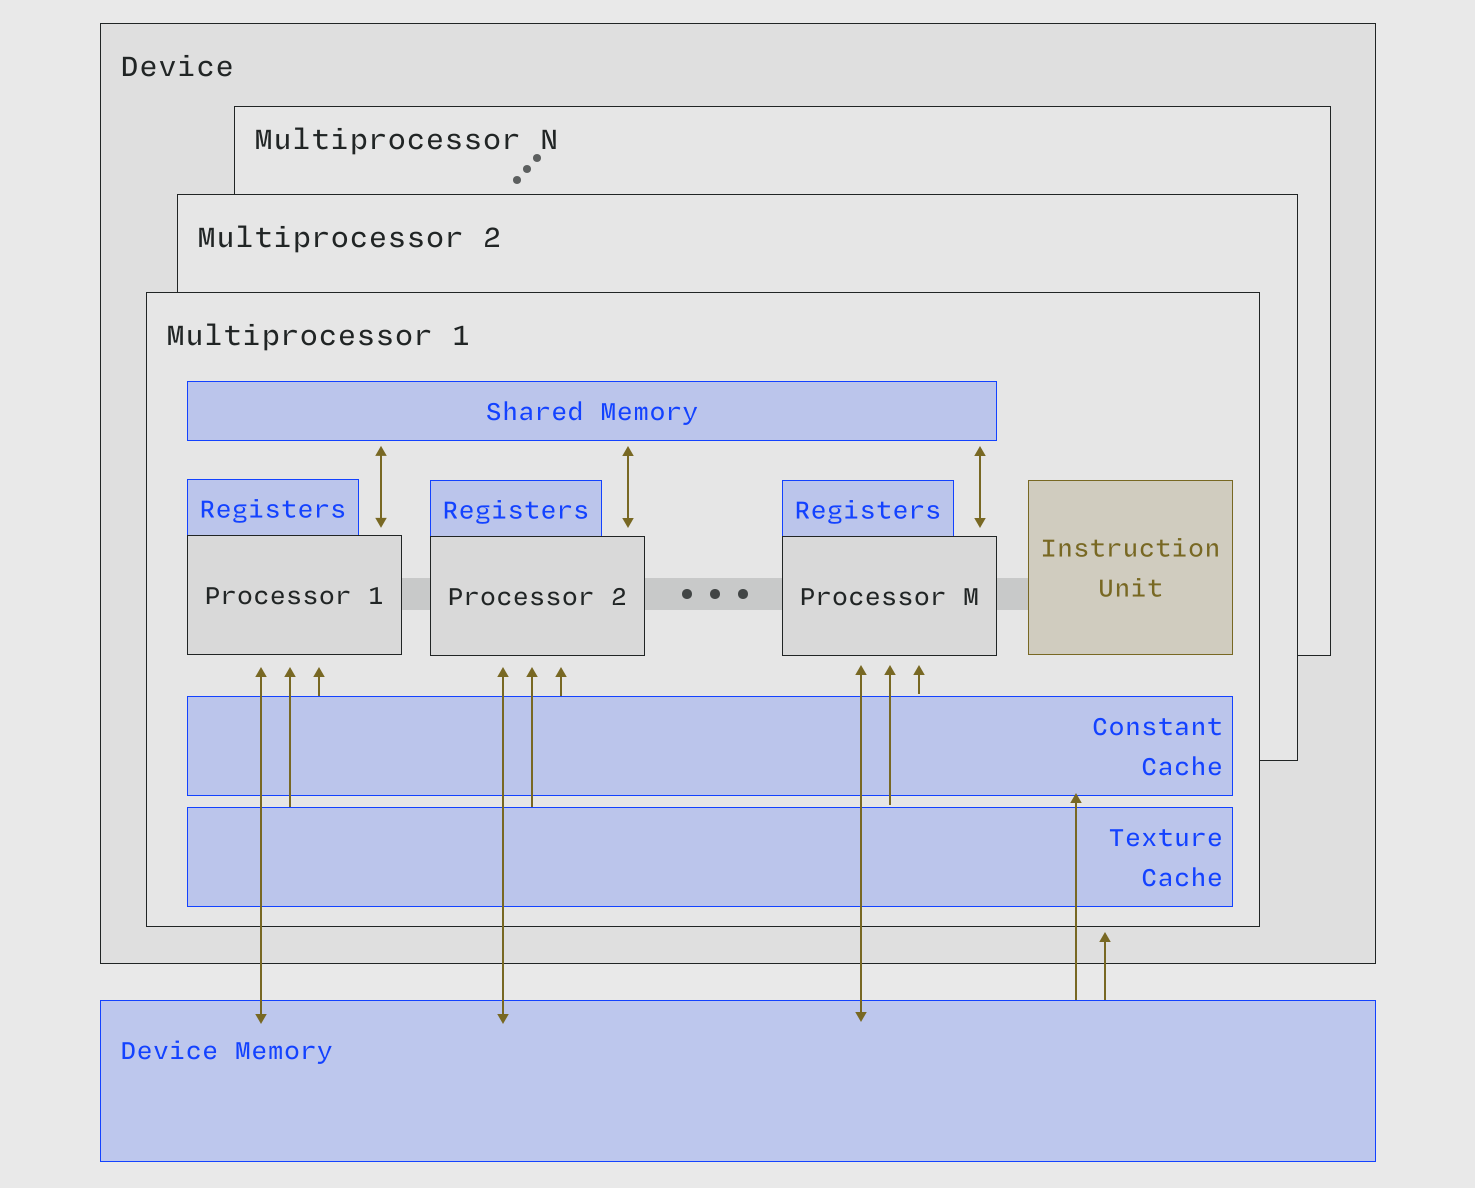 Device
Multiprocessor N
Multiprocessor 2
Multiprocessor 1
Shared Memory
Registers
Registers
Registers
Processor 1
Processor 2
Processor M
Instruction
Unit
Constant
Cache
Texture
Cache
Device Memory